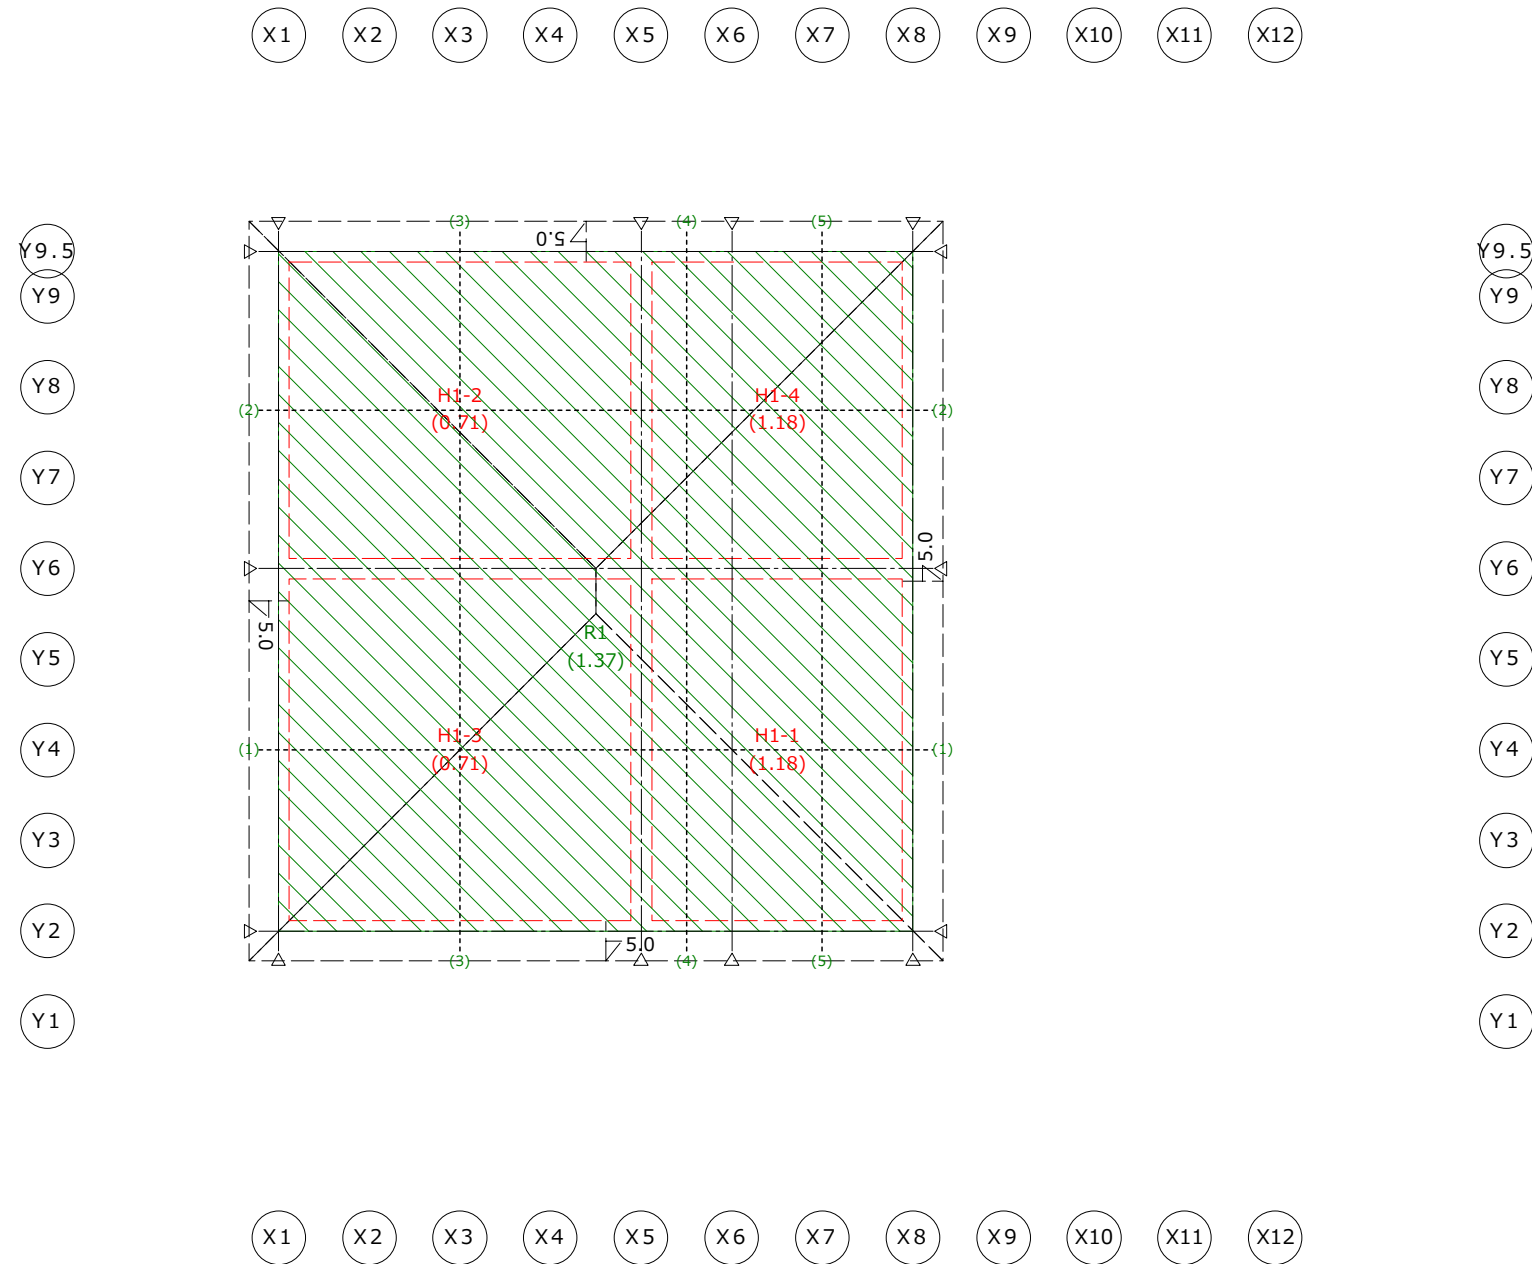 X1 X2 X3 X4 X5 X6 X7 X8 X9 X10 X11 X12
(3) (4) (5)
5.0
Y9.5 Y9.5
Y9 Y9
Y8 Y8
H1-2 H1-4
(2) (2)
(0.71) (1.18)
Y7 Y7
5.0
Y6 Y6
5.0
R1
(1.37)
Y5 Y5
H1-3 H1-1
Y4 (1) (1) Y4
(0.71) (1.18)
Y3 Y3
Y2 Y2
5.0
(3) (4) (5)
Y1 Y1
X1 X2 X3 X4 X5 X6 X7 X8 X9 X10 X11 X12